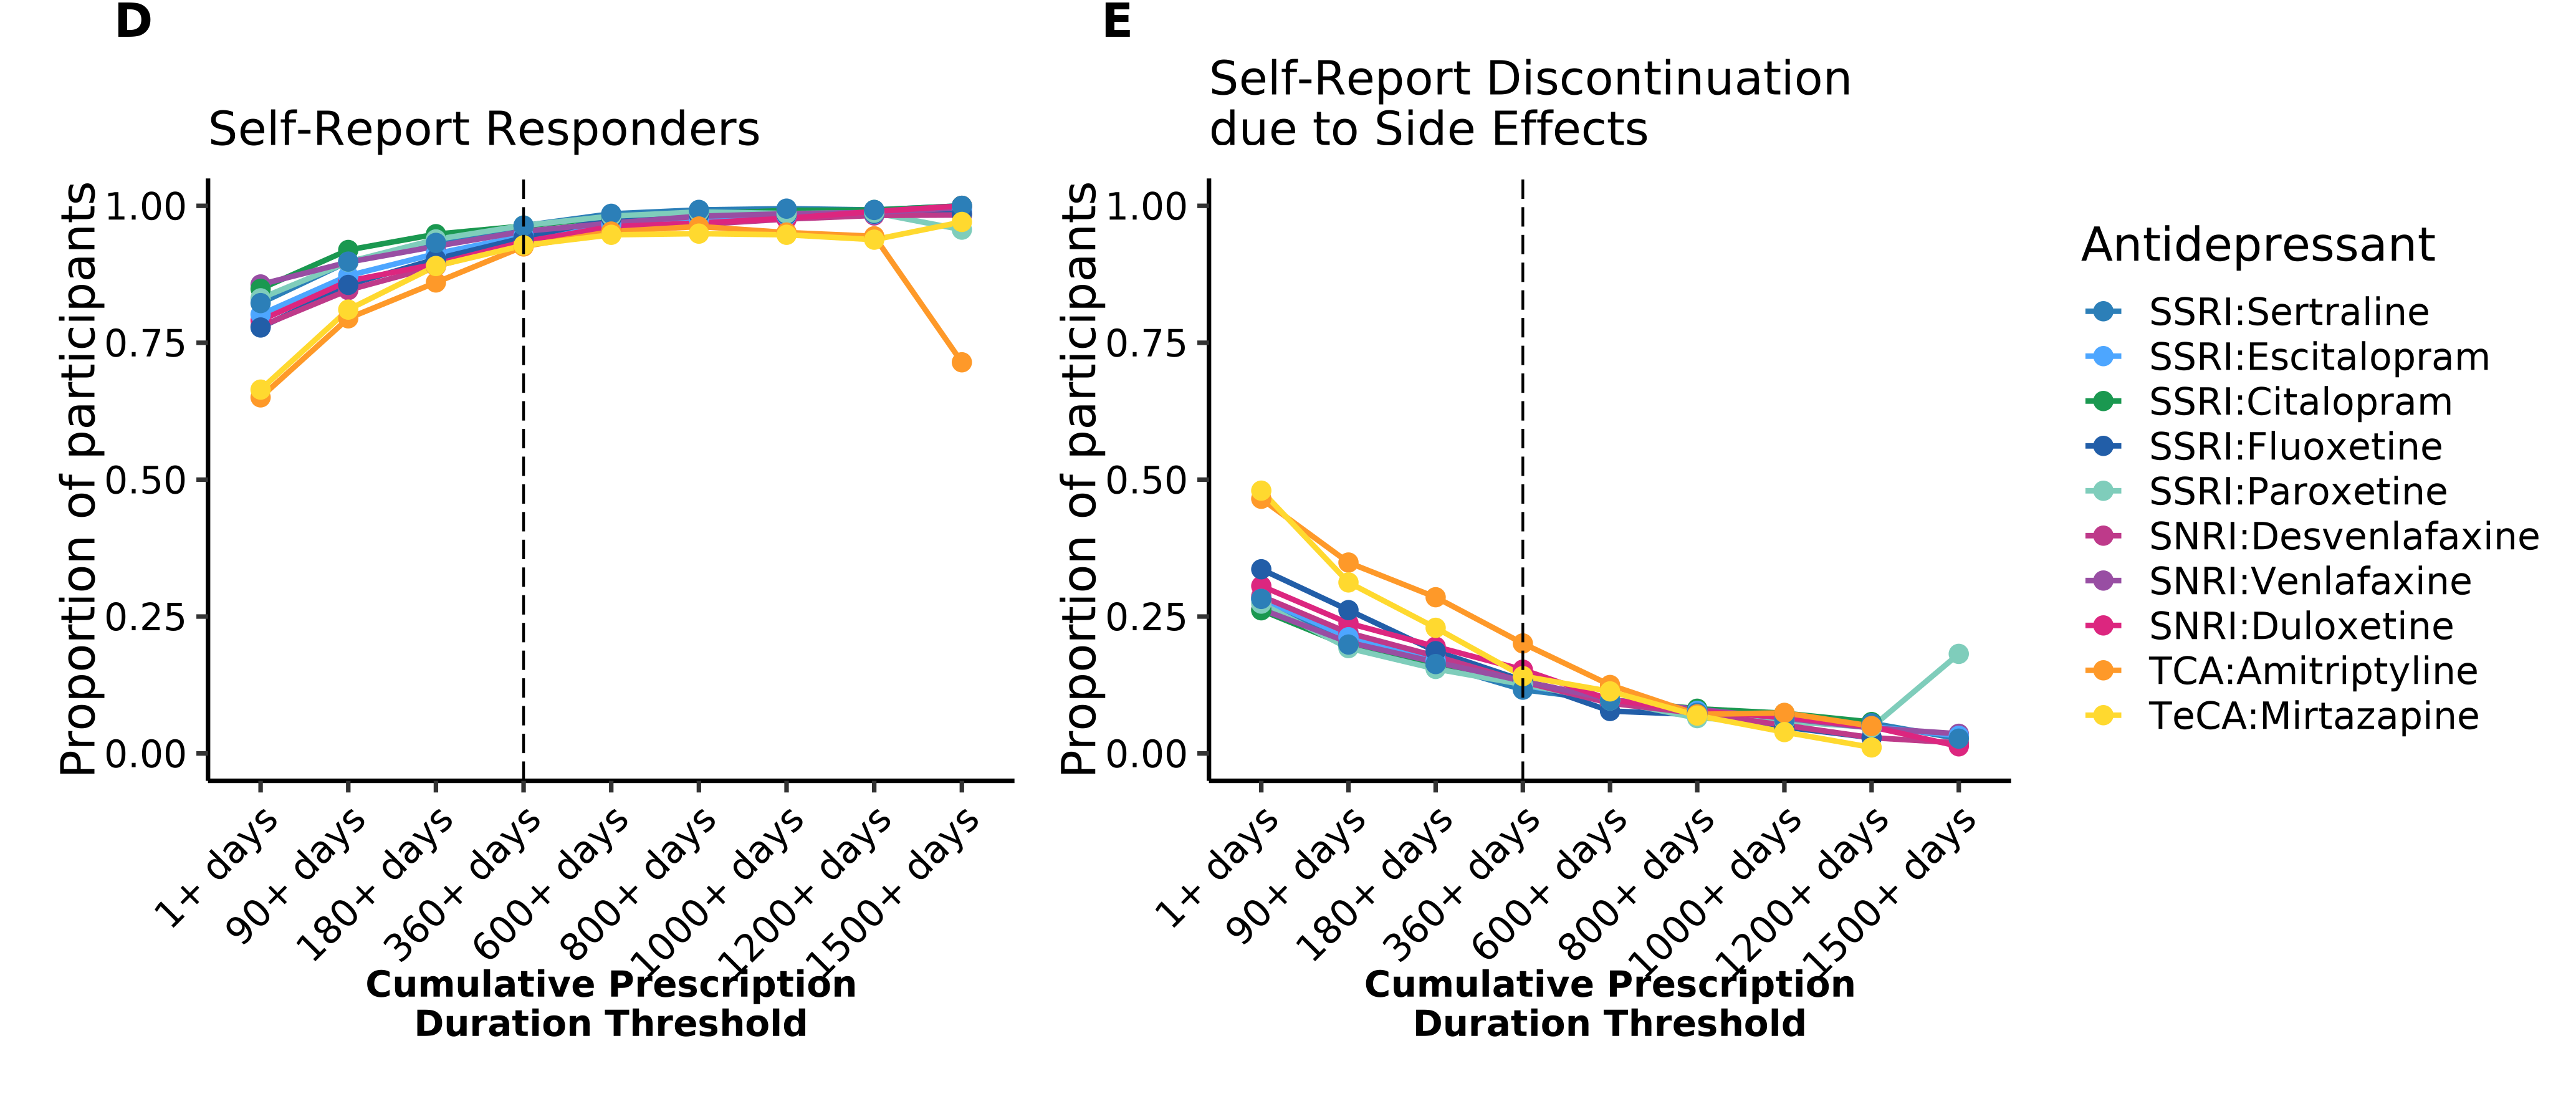 D
Self-Report Responders
Proportion of participants
1.00
0.75
0.50
0.25
0.00
1+ days
90+ days
180+ days
360+ days
600+ days
800+ days
1000+ days
1200+ days
1500+ days
Cumulative Prescription
Duration Threshold
E
Self-Report Discontinuation
due to Side Effects
Proportion of participants
1.00
0.75
0.50
0.25
0.00
1+ days
90+ days
180+ days
360+ days
600+ days
800+ days
1000+ days
1200+ days
1500+ days
Cumulative Prescription
Duration Threshold
Antidepressant
SSRI:Sertraline
SSRI:Escitalopram
SSRI:Citalopram
SSRI:Fluoxetine
SSRI:Paroxetine
SNRI:Desvenlafaxine
SNRI:Venlafaxine
SNRI:Duloxetine
TCA:Amitriptyline
TeCA:Mirtazapine